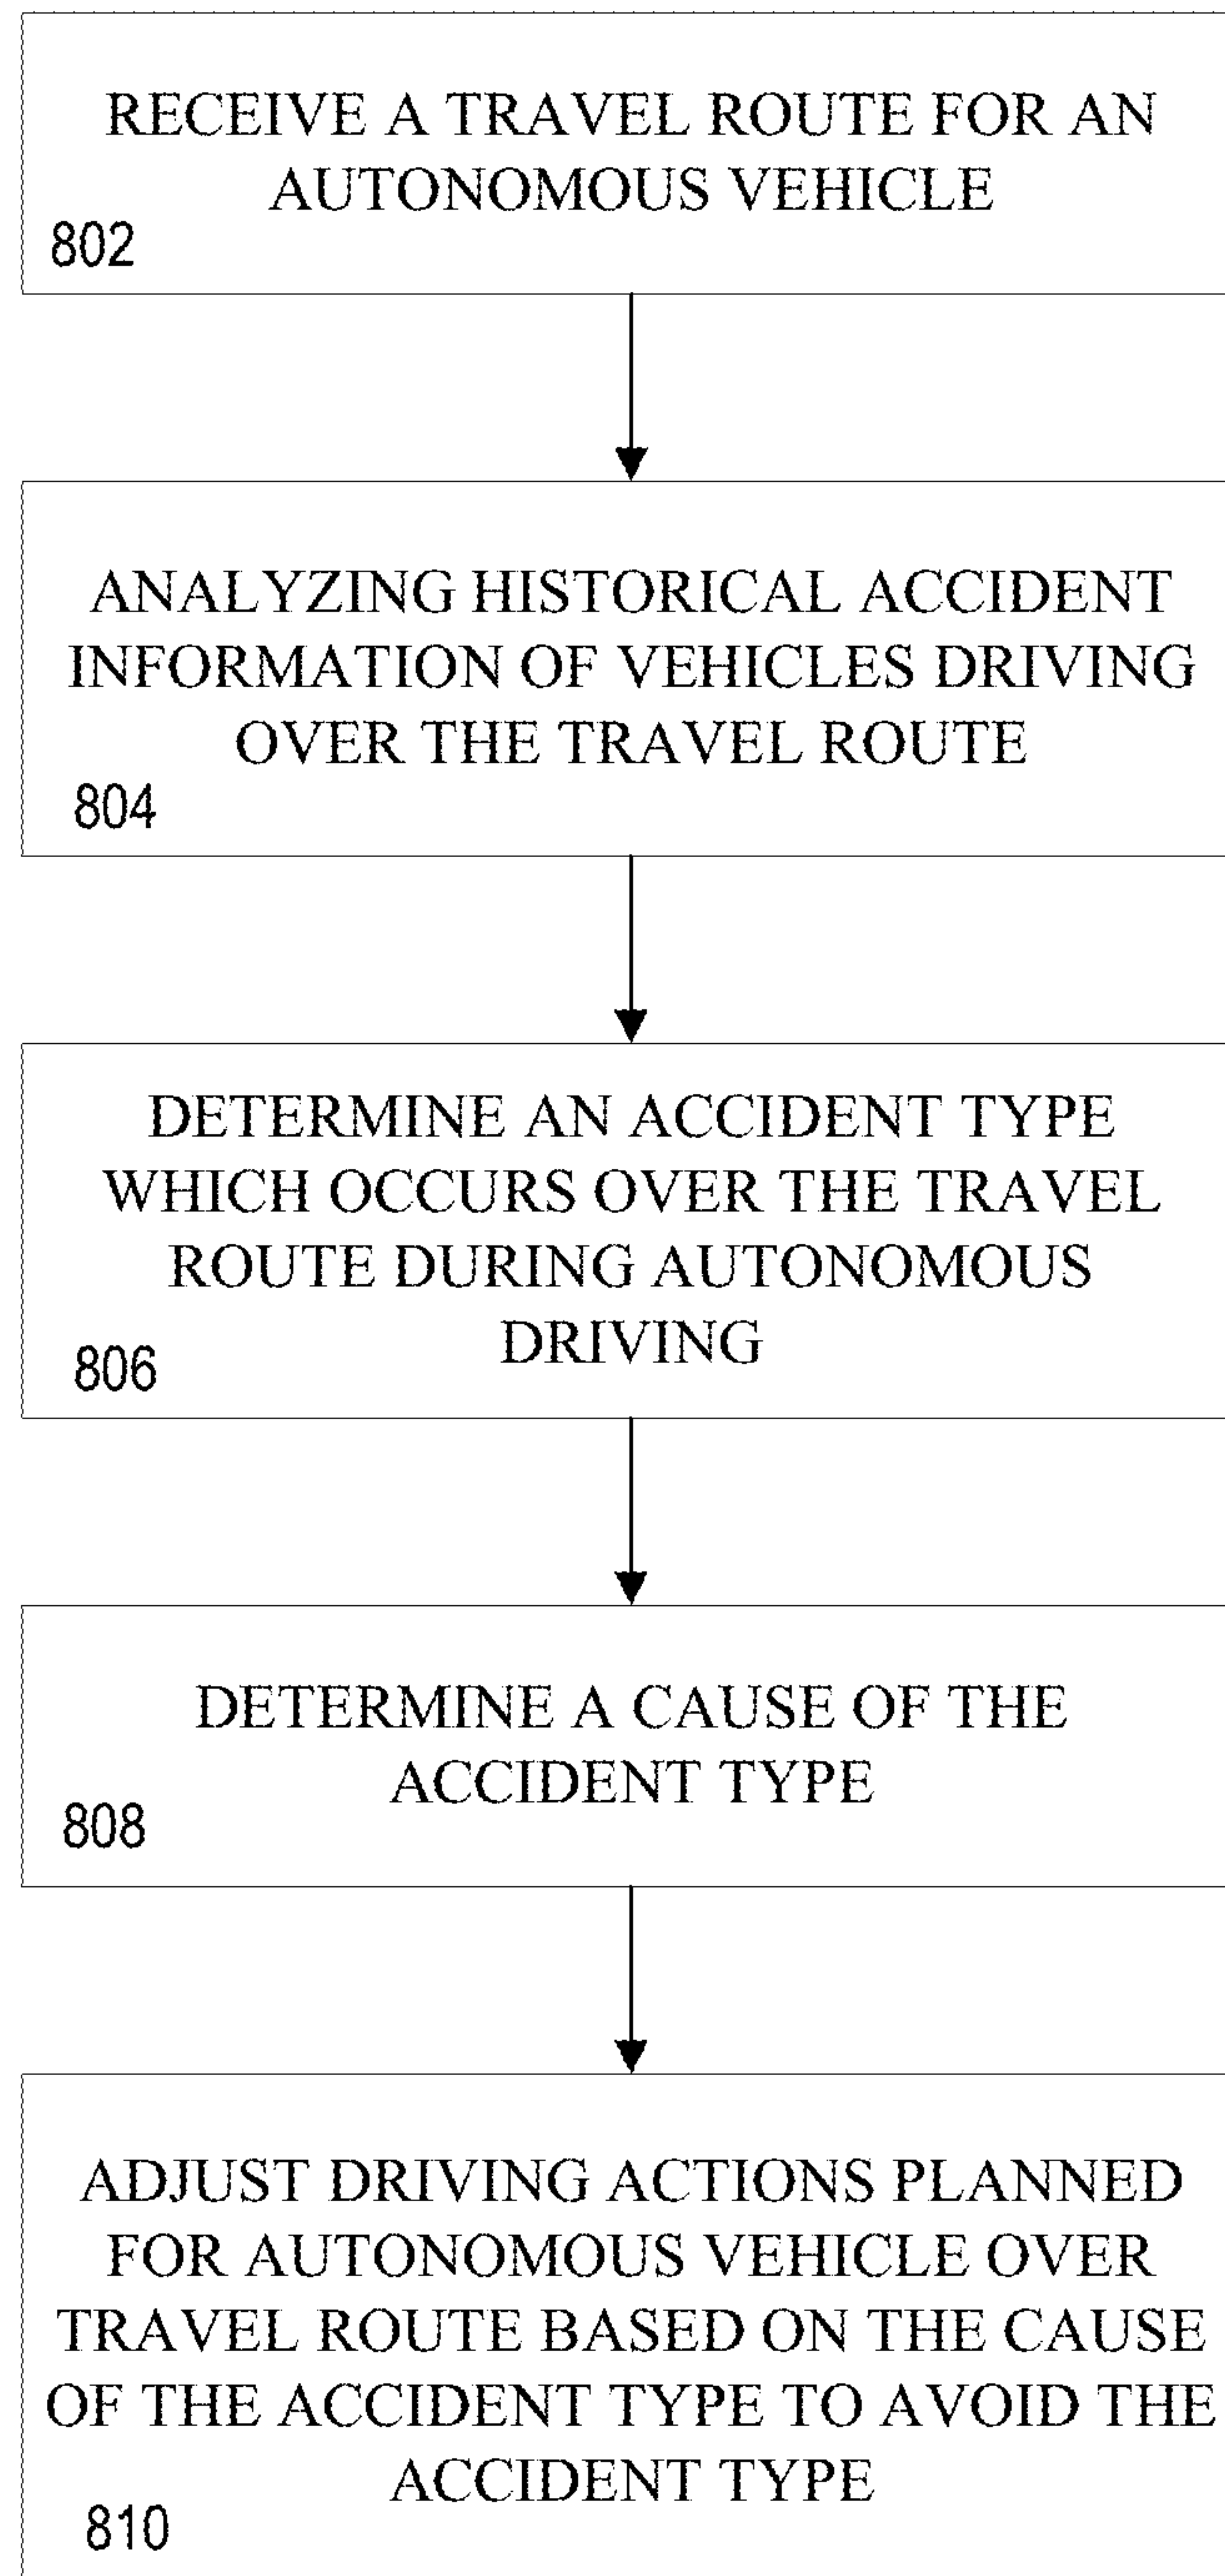 RECEIVE A TRAVEL ROUTE FOR AN
AUTONOMOUS VEHICLE
802
ANALYZING HISTORICAL ACCIDENT
INFORMATION OF VEHICLES DRIVING
OVER THE TRAVEL ROUTE
804
DETERMINE AN ACCIDENT TYPE
WHICH OCCURS OVER THE TRAVEL
ROUTE DURING AUTONOMOUS
DRIVING
806
DETERMINE A CAUSE OF THE
ACCIDENT TYPE
808
ADJUST DRIVING ACTIONS PLANNED
FOR AUTONOMOUS VEHICLE OVER
TRAVEL ROUTE BASED ON THE CAUSE
OF THE ACCIDENT TYPE TO AVOID THE
ACCIDENT TYPE
810